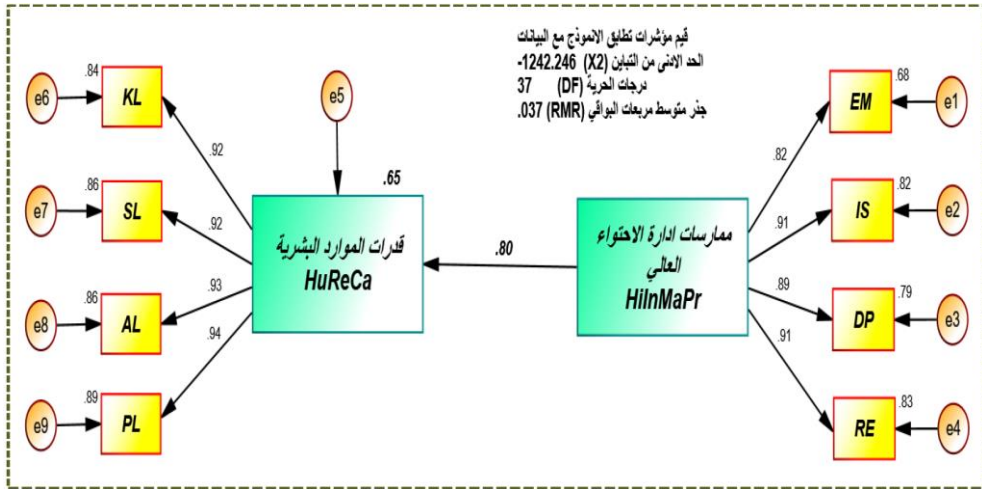 قيم مؤشرات تطابق الانموذج مع البيانات
الحد الادنى من التباين (X2) 1242.246-
درجات الحرية (DF) 37
جذر متوسط مربعات البواقي (RMR) .037
e6
.84
KL
e5
.68
EM
e1
.92
.82
e7
.86
SL
.65
.82
IS
e2
.92
.91
قدرات الموارد البشرية
HuReCa
.80
ممارسات ادارة الاحتواء
العالي
HiInMaPr
e8
.86
AL
.93
.89
.79
DP
e3
.94
.91
e9
.89
PL
.83
RE
e4